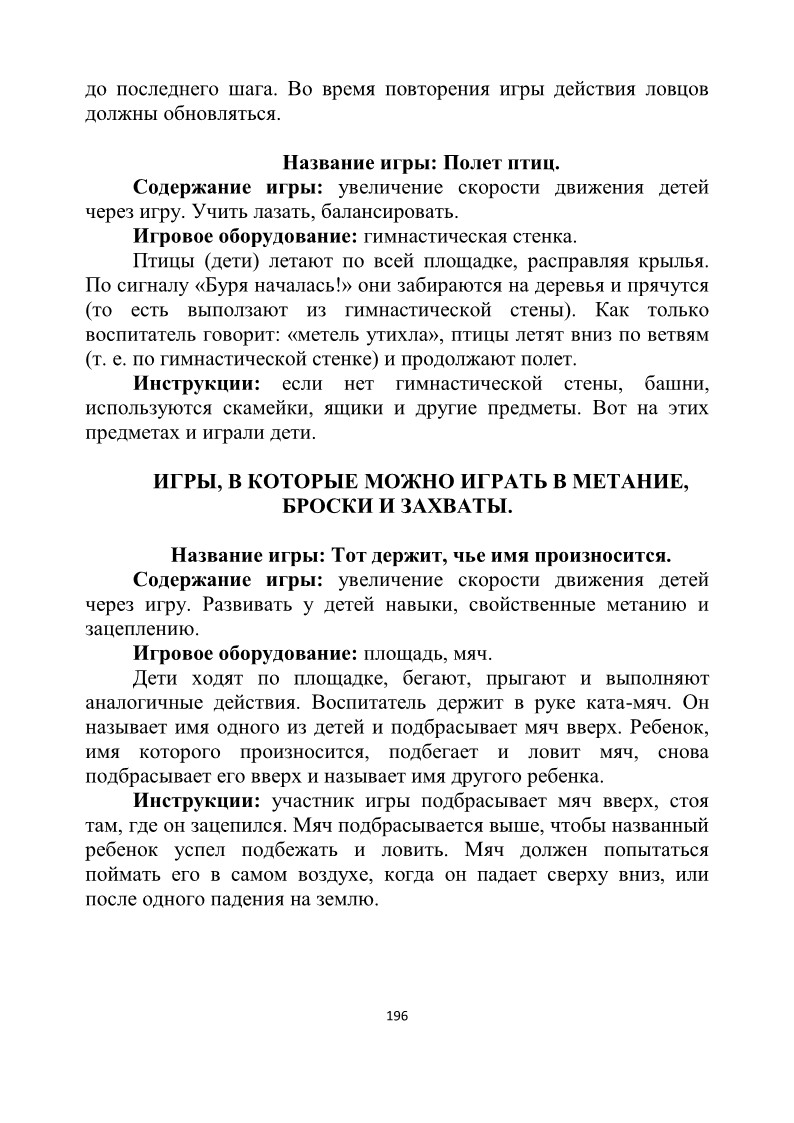 до последнего шага. Во время повторения игры действия ловцов
должны обновляться.
Название игры: Полет птиц.
Содержание игры: увеличение скорости движения детей
через игру. Учить лазать, балансировать.
Игровое оборудование: гимнастическая стенка.
Птицы (дети) летают по всей площадке, расправляя крылья.
По сигналу «Буря началась!» они забираются на деревья и прячутся
(то есть выползают из гимнастической стены). Как только
воспитатель говорит: «метель утихла», птицы летят вниз по ветвям
(т. е. по гимнастической стенке) и продолжают полет.
Инструкции: если нет гимнастической стены, башни,
используются скамейки, ящики и другие предметы. Вот на этих
предметах и играли дети.
ИГРЫ, В КОТОРЫЕ МОЖНО ИГРАТЬ В МЕТАНИЕ,
БРОСКИ И ЗАХВАТЫ.
Название игры: Тот держит, чье имя произносится.
Содержание игры: увеличение скорости движения детей
через игру. Развивать у детей навыки, свойственные метанию и
зацеплению.
Игровое оборудование: площадь, мяч.
Дети ходят по площадке, бегают, прыгают и выполняют
аналогичные действия. Воспитатель держит в руке ката-мяч. Он
называет имя одного из детей и подбрасывает мяч вверх. Ребенок,
имя которого произносится, подбегает и ловит мяч, снова
подбрасывает его вверх и называет имя другого ребенка.
Инструкции: участник игры подбрасывает мяч вверх, стоя
там, где он зацепился. Мяч подбрасывается выше, чтобы названный
ребенок успел подбежать и ловить. Мяч должен попытаться
поймать его в самом воздухе, когда он падает сверху вниз, или
после одного падения на землю.
196